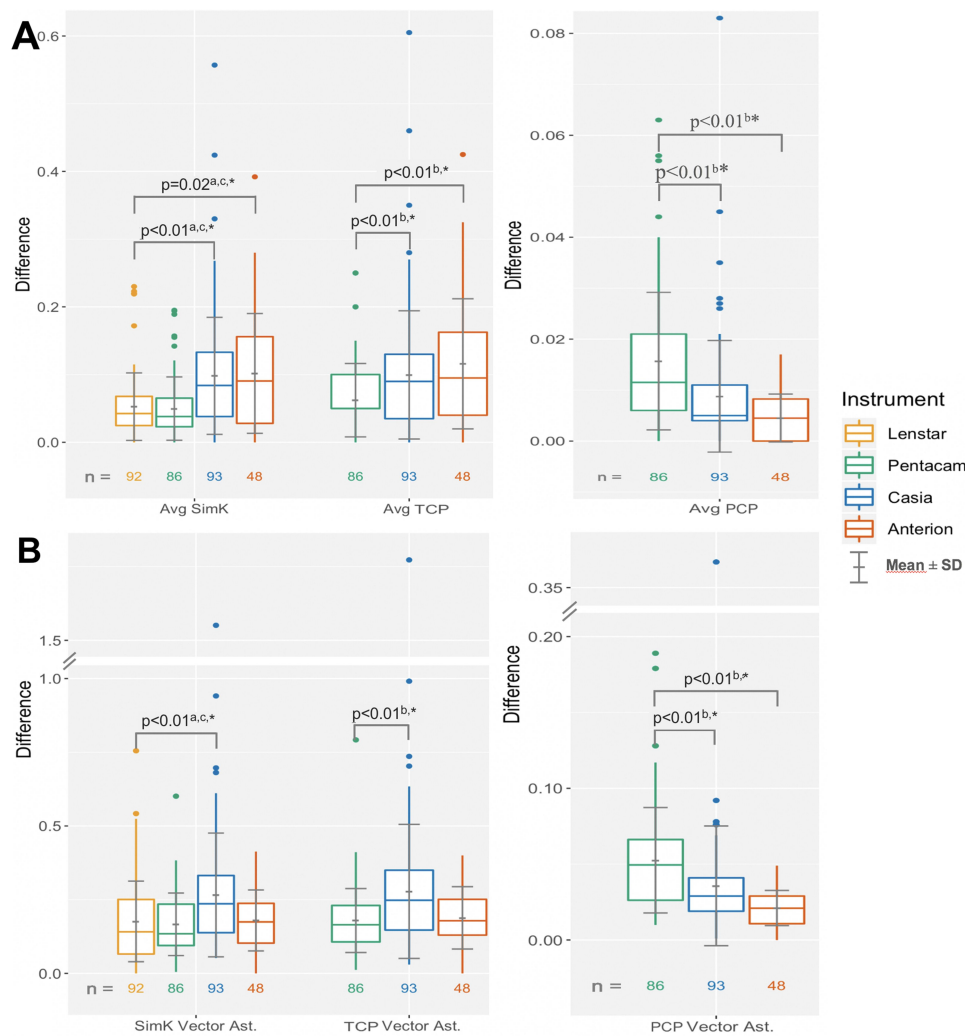 A
0.6
0.4
0.2
0.0
Difference
p=0.02a,c,*
p<0.01a,c,*
p<0.01b,*
p<0.01b,*
n = 92 86 93 48 86 93 48
Avg SimK Avg TCP
0.08
0.06
0.04
0.02
0.00
Difference
p<0.01b*
p<0.01b*
86 93 48
n =
Avg PCP
Instrument
Lenstar
Pentacam
Casia
Anterion
Mean ± SD
B
1.5
1.0
0.5
0.0
Difference
p<0.01a,c,*
p<0.01b,*
n = 92 86 93 48 86 93 48
SimK Vector Ast. TCP Vector Ast.
0.35
0.20
0.10
0.00
Difference
p<0.01b,*
p<0.01b,*
n = 86 93 48
PCP Vector Ast.